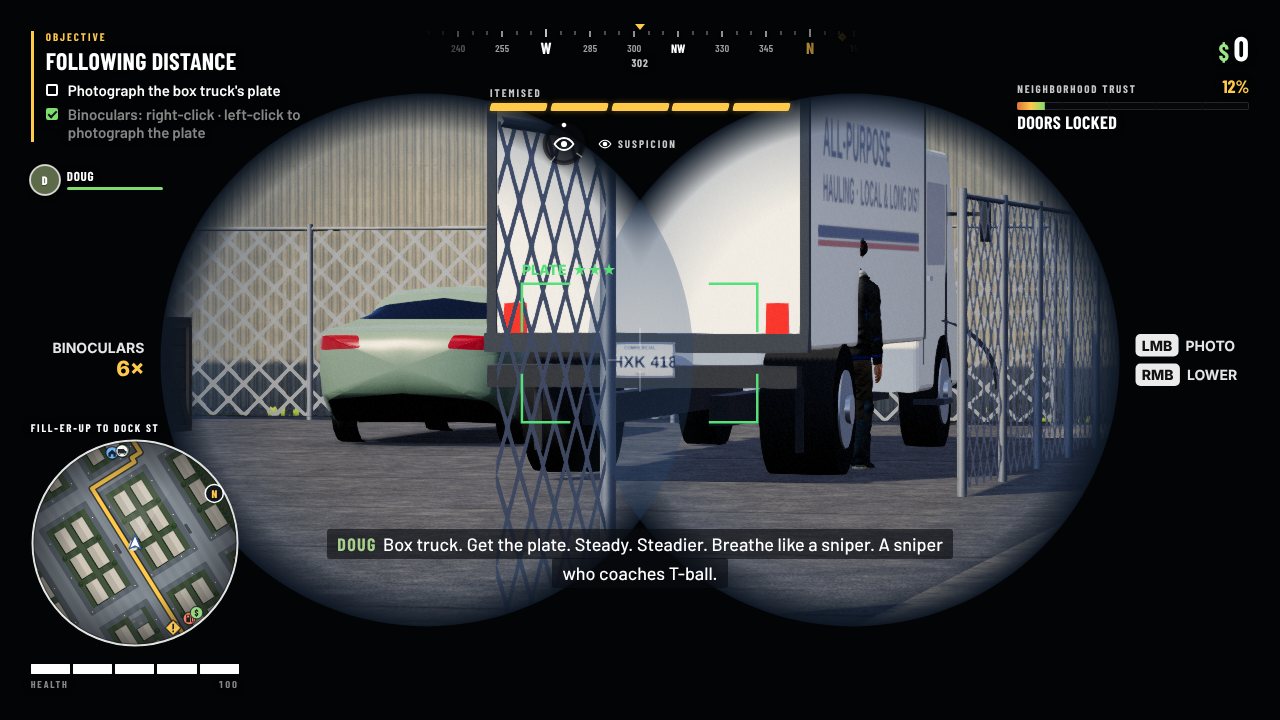 OBJECTIVE
FOLLOWING DISTANCE
Photograph the box truck's plate
Binoculars: right-click · left-click to
photograph the plate
D DOUG
240 255 W 285 300 NW 330 345 N
302
ITEMISED
SUSPICION
$ 0
NEIGHBORHOOD TRUST 12%
DOORS LOCKED
ALL-PURPOSE
HAULING · LOCAL & LONG DIS
PLATE ★★★
COMMERCIAL
HXK 418
BINOCULARS
6×
LMB PHOTO
RMB LOWER
FILL-ER-UP TO DOCK ST
N
$
!
DOUG Box truck. Get the plate. Steady. Steadier. Breathe like a sniper. A sniper
who coaches T-ball.
HEALTH 100